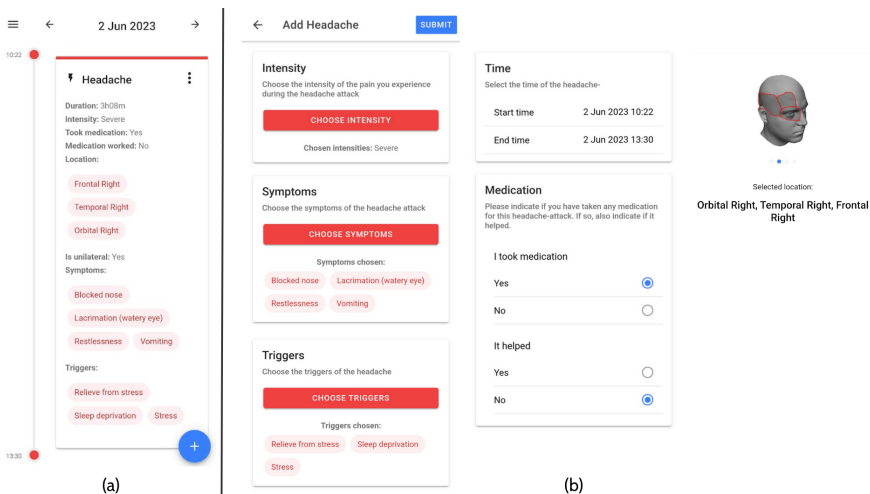 2 Jun 2023
10:22
Headache
Duration: 3h08m
Intensity: Severe
Took medication: Yes
Medication worked: No
Location:
Frontal Right
Temporal Right
Orbital Right
Is unilateral: Yes
Symptoms:
Blocked nose
Lacrimation (watery eye)
Restlessness Vomiting
Triggers:
Relieve from stress
Sleep deprivation Stress
+
13:30
(a)
Add Headache
SUBMIT
Intensity
Choose the intensity of the pain you experience
during the headache attack
CHOOSE INTENSITY
Chosen intensities: Severe
Symptoms
Choose the symptoms of the headache attack
CHOOSE SYMPTOMS
Symptoms chosen:
Blocked nose Lacrimation (watery eye)
Restlessness Vomiting
Triggers
Choose the triggers of the headache
CHOOSE TRIGGERS
Triggers chosen:
Relieve from stress Sleep deprivation
Stress
Time
Select the time of the headache-
Start time 2 Jun 2023 10:22
End time 2 Jun 2023 13:30
Medication
Please indicate if you have taken any medication
for this headache-attack. If so, also indicate if it
helped.
I took medication
Yes
No
It helped
Yes
No
Selected location:
Orbital Right, Temporal Right, Frontal
Right
(b)